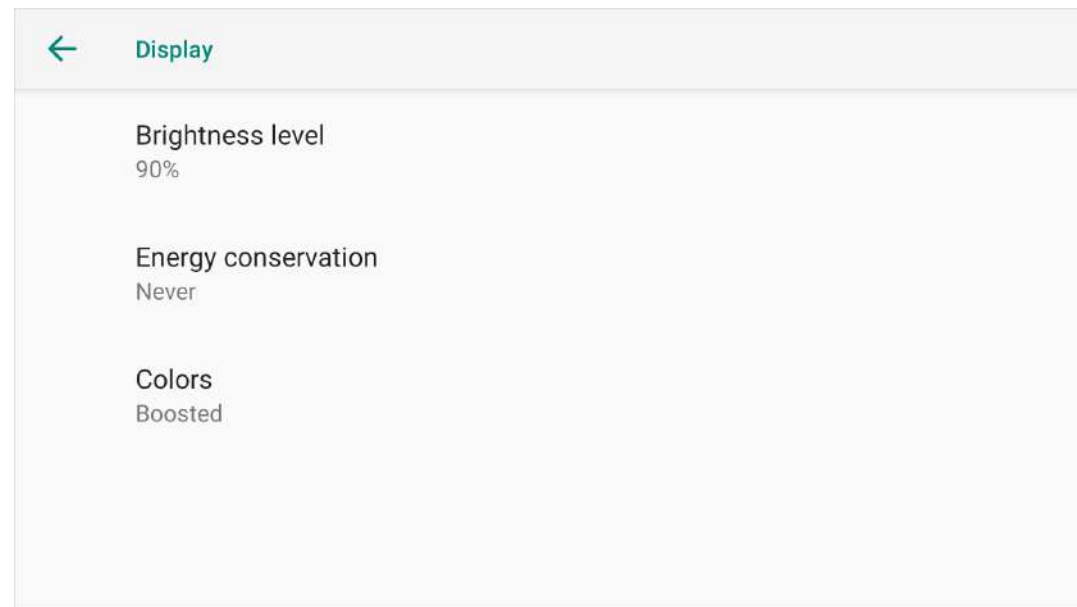 Display
Brightness level
90%
Energy conservation
Never
Colors
Boosted